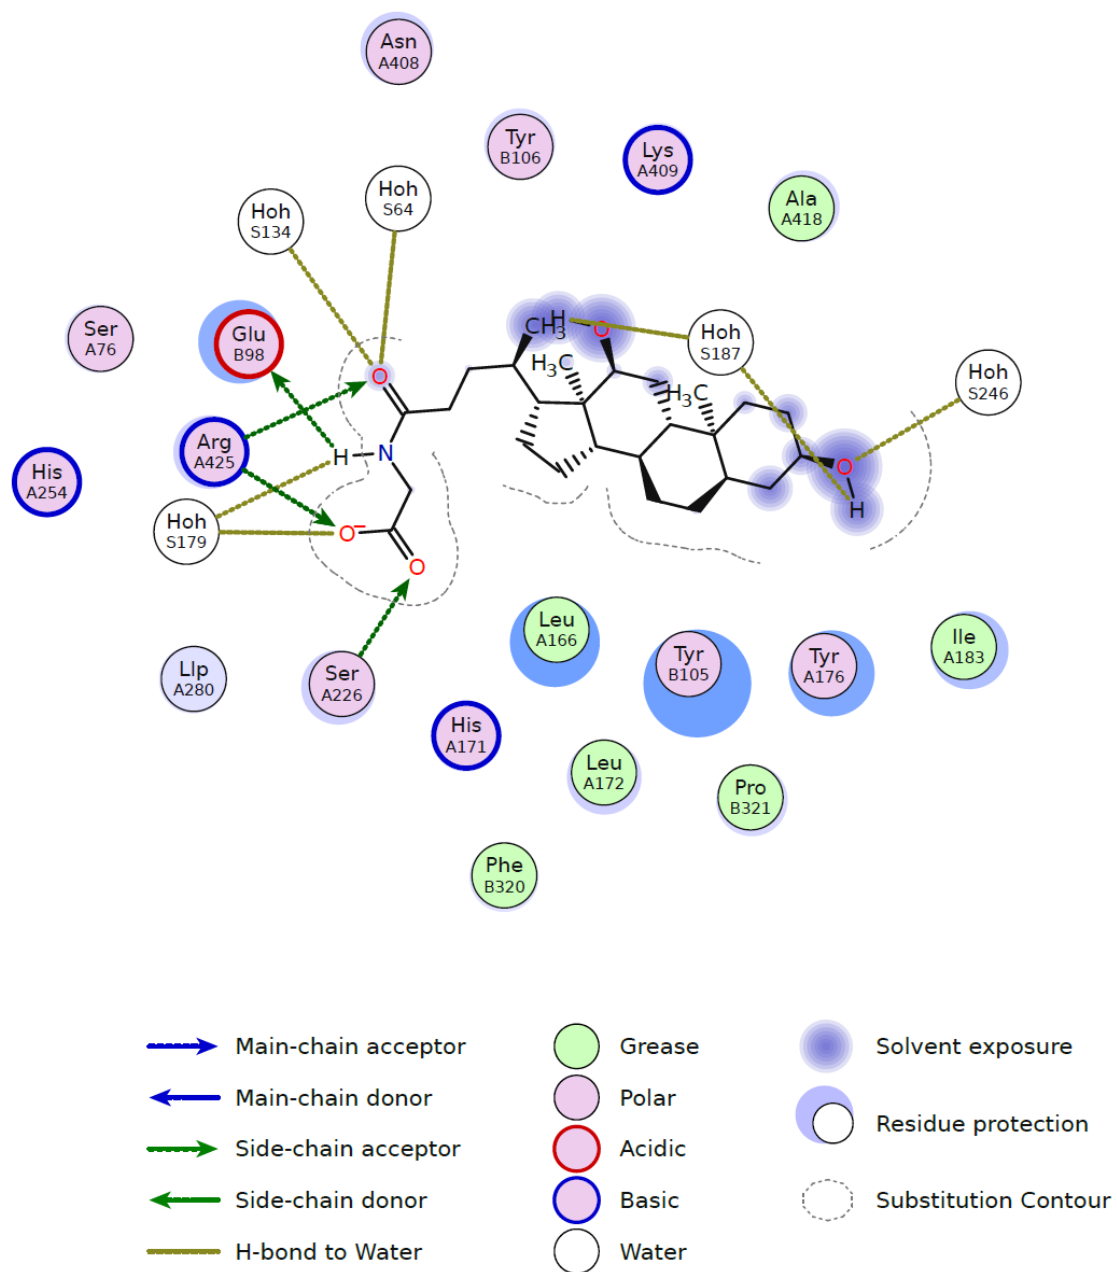 Asn
A408
Tyr
B106
Lys
A409
Hoh
S64
Ala
A418
Hoh
S134
Ser
A76
Glu
B98
H
CH3
O
Hoh
S187
H3C
O
H3C
Hoh
S246
Arg
A425
H
N
His
A254
O
H
Hoh
S179
O−
O
Leu
A166
Ile
A183
Tyr
B105
Tyr
A176
Llp
A280
Ser
A226
His
A171
Leu
A172
Pro
B321
Phe
B320
Main-chain acceptor
Grease
Solvent exposure
Main-chain donor
Polar
Side-chain acceptor
Acidic
Residue protection
Side-chain donor
Basic
Substitution Contour
H-bond to Water
Water